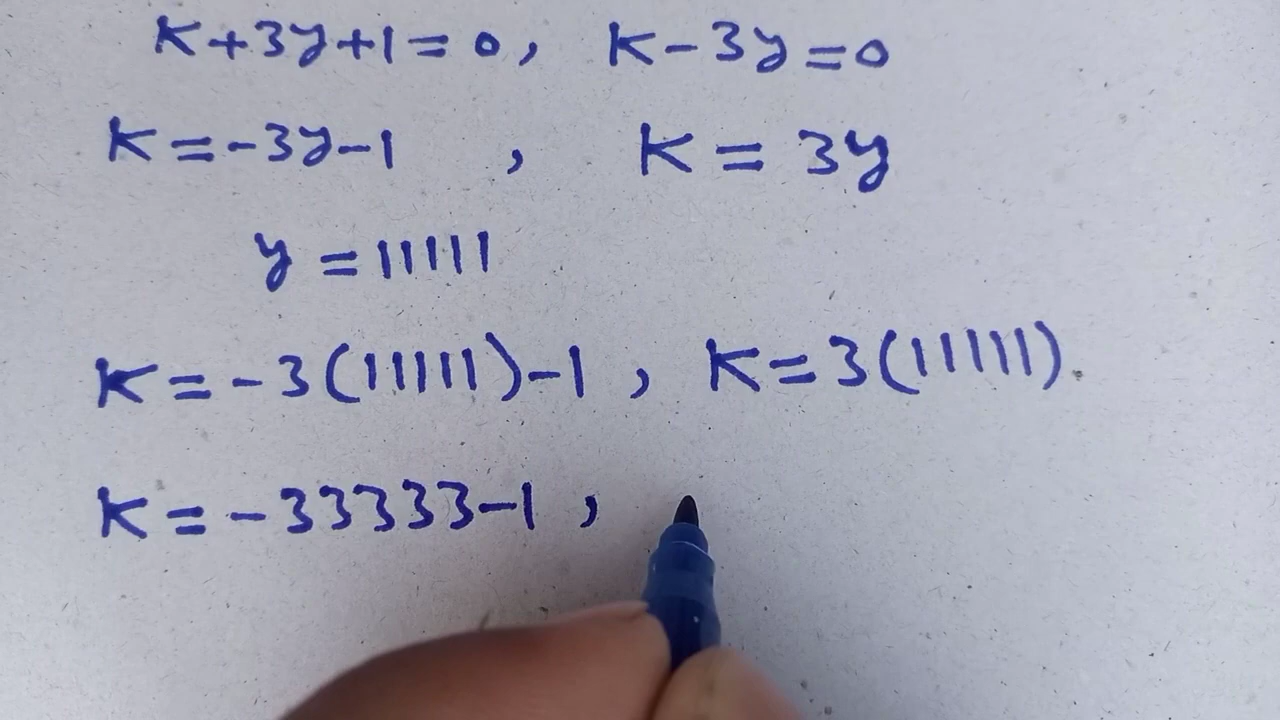 K+3y+1=0, K-3y=0
K=-3y-1 , K=3y
y=11111
K=-3(11111)-1, K=3(11111).
K=-33333-1,